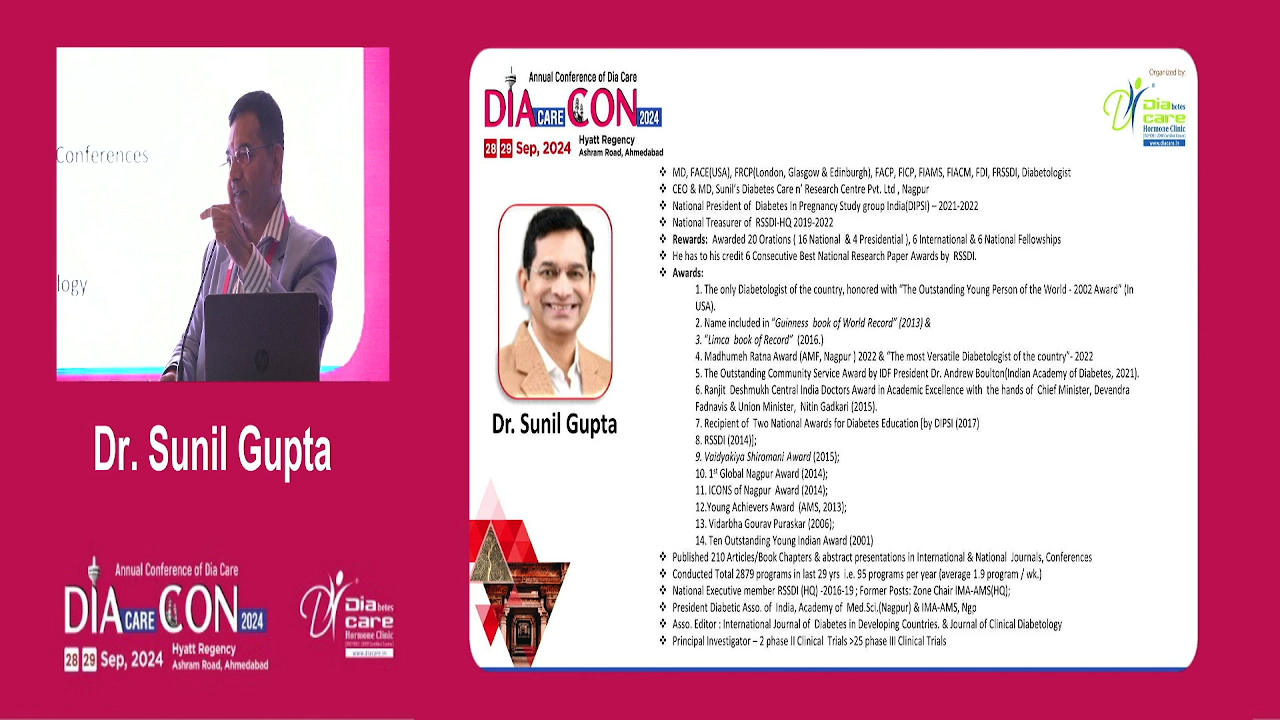 Conferences
logy
Dr. Sunil Gupta
Annual Conference of Dia Care
DIA CARE CON 2024
28 29 Sep, 2024
Hyatt Regency
Ashram Road, Ahmedabad
Diabetes
care
Hormone Clinic
www.diacare.in
Annual Conference of Dia Care
DIA CARE CON 2024
28 29 Sep, 2024
Hyatt Regency
Ashram Road, Ahmedabad
Organized by:
Diabetes
care
Hormone Clinic
www.diacare.in
Dr. Sunil Gupta
❖ MD, FACE(USA), FRCP(London, Glasgow & Edinburgh), FACP, FICP, FIAMS, FIACM, FDI, FRSSDI, Diabetologist
❖ CEO & MD, Sunil's Diabetes Care n' Research Centre Pvt. Ltd , Nagpur
❖ National President of Diabetes In Pregnancy Study group India(DIPSI) – 2021-2022
❖ National Treasurer of RSSDI-HQ 2019-2022
❖ Rewards: Awarded 20 Orations ( 16 National & 4 Presidential ), 6 International & 6 National Fellowships
❖ He has to his credit 6 Consecutive Best National Research Paper Awards by RSSDI.
❖ Awards:
1. The only Diabetologist of the country, honored with "The Outstanding Young Person of the World - 2002 Award" (In
USA).
2. Name included in "Guinness book of World Record" (2013) &
3. "Limca book of Record" (2016.)
4. Madhumeh Ratna Award (AMF, Nagpur ) 2022 & "The most Versatile Diabetologist of the country"- 2022
5. The Outstanding Community Service Award by IDF President Dr. Andrew Boulton(Indian Academy of Diabetes, 2021).
6. Ranjit Deshmukh Central India Doctors Award in Academic Excellence with the hands of Chief Minister, Devendra
Fadnavis & Union Minister, Nitin Gadkari (2015).
7. Recipient of Two National Awards for Diabetes Education [by DIPSI (2017)
8. RSSDI (2014)];
9. Vaidyakiya Shiromani Award (2015);
10. 1st Global Nagpur Award (2014);
11. ICONS of Nagpur Award (2014);
12.Young Achievers Award (AMS, 2013);
13. Vidarbha Gourav Puraskar (2006);
14. Ten Outstanding Young Indian Award (2001)
❖ Published 210 Articles/Book Chapters & abstract presentations in International & National Journals, Conferences
❖ Conducted Total 2879 programs in last 29 yrs i.e. 95 programs per year (average 1.9 program / wk.)
❖ National Executive member RSSDI (HQ) -2016-19 ; Former Posts: Zone Chair IMA-AMS(HQ);
❖ President Diabetic Asso. of India, Academy of Med.Sci.(Nagpur) & IMA-AMS, Ngp
❖ Asso. Editor : International Journal of Diabetes in Developing Countries. & Journal of Clinical Diabetology
❖ Principal Investigator – 2 phase II Clinical Trials >25 phase III Clinical Trials